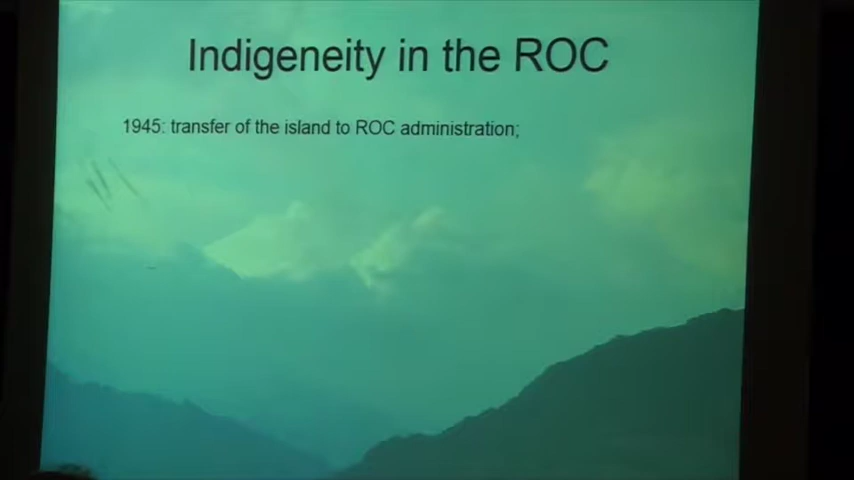 Indigeneity in the ROC
1945: transfer of the island to ROC administration;